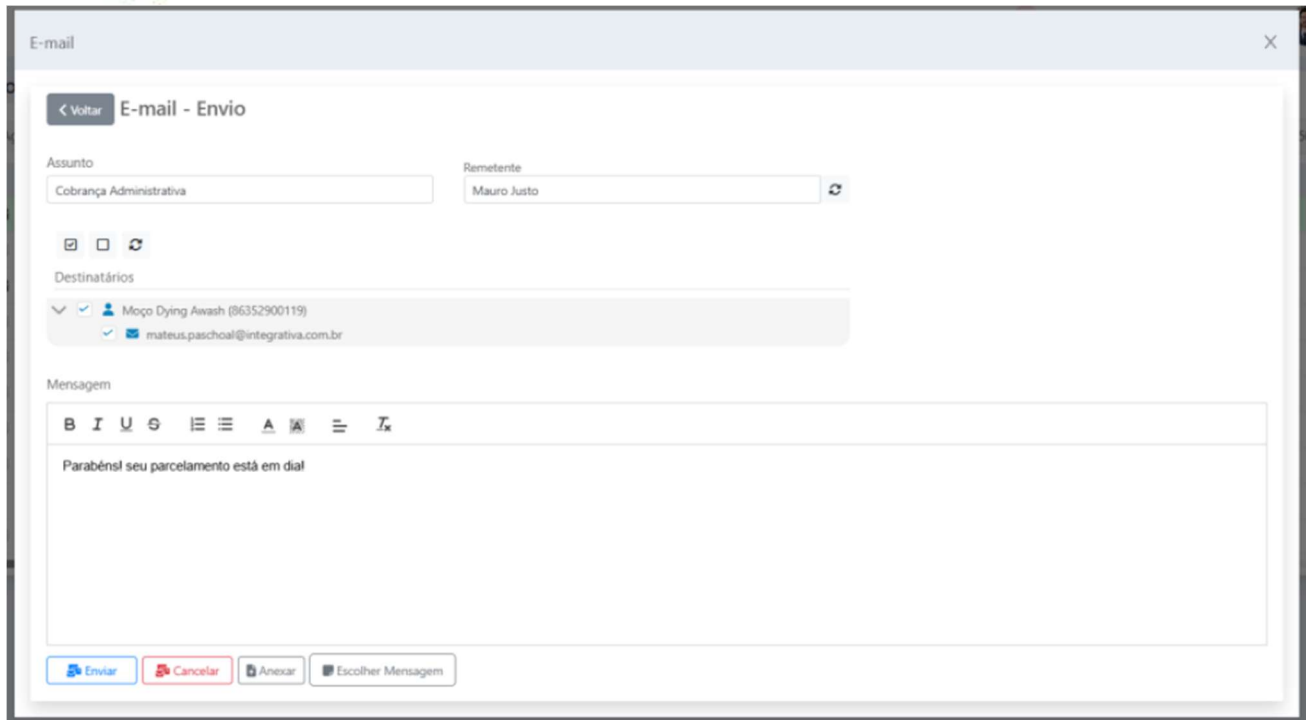 E-mail
Voltar E-mail - Envio
Assunto
Remetente
Cobrança Administrativa
Mauro Justo
Destinatários
Moço Dying Awash (86352900119)
mateus.paschoal@integrativa.com.br
Mensagem
Parabéns! seu parcelamento está em dia!
Enviar Cancelar Anexar Escolher Mensagem